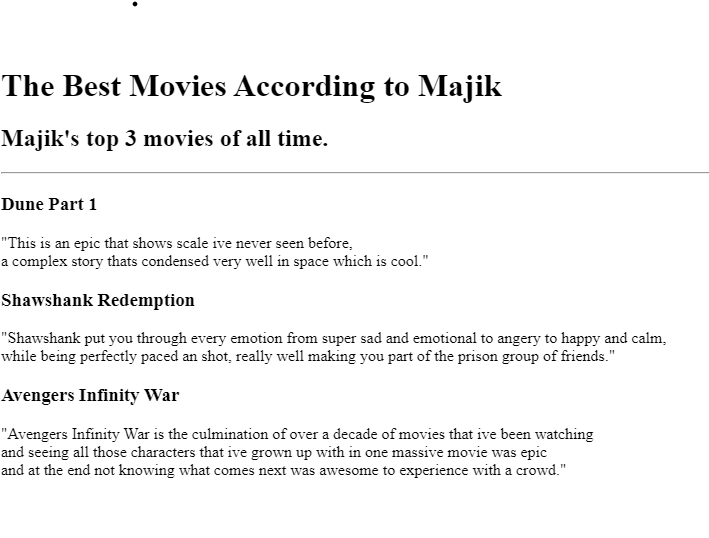 The Best Movies According to Majik
Majik's top 3 movies of all time.
Dune Part 1
"This is an epic that shows scale ive never seen before,
a complex story thats condensed very well in space which is cool."
Shawshank Redemption
"Shawshank put you through every emotion from super sad and emotional to angery to happy and calm,
while being perfectly paced an shot, really well making you part of the prison group of friends."
Avengers Infinity War
"Avengers Infinity War is the culmination of over a decade of movies that ive been watching
and seeing all those characters that ive grown up with in one massive movie was epic
and at the end not knowing what comes next was awesome to experience with a crowd."